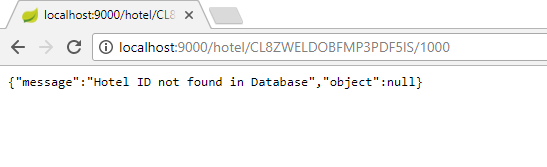 localhost:9000/hotel/CL8
localhost:9000/hotel/CL8ZWELDOBFMP3PDF5IS/1000
{"message":"Hotel ID not found in Database","object":null}